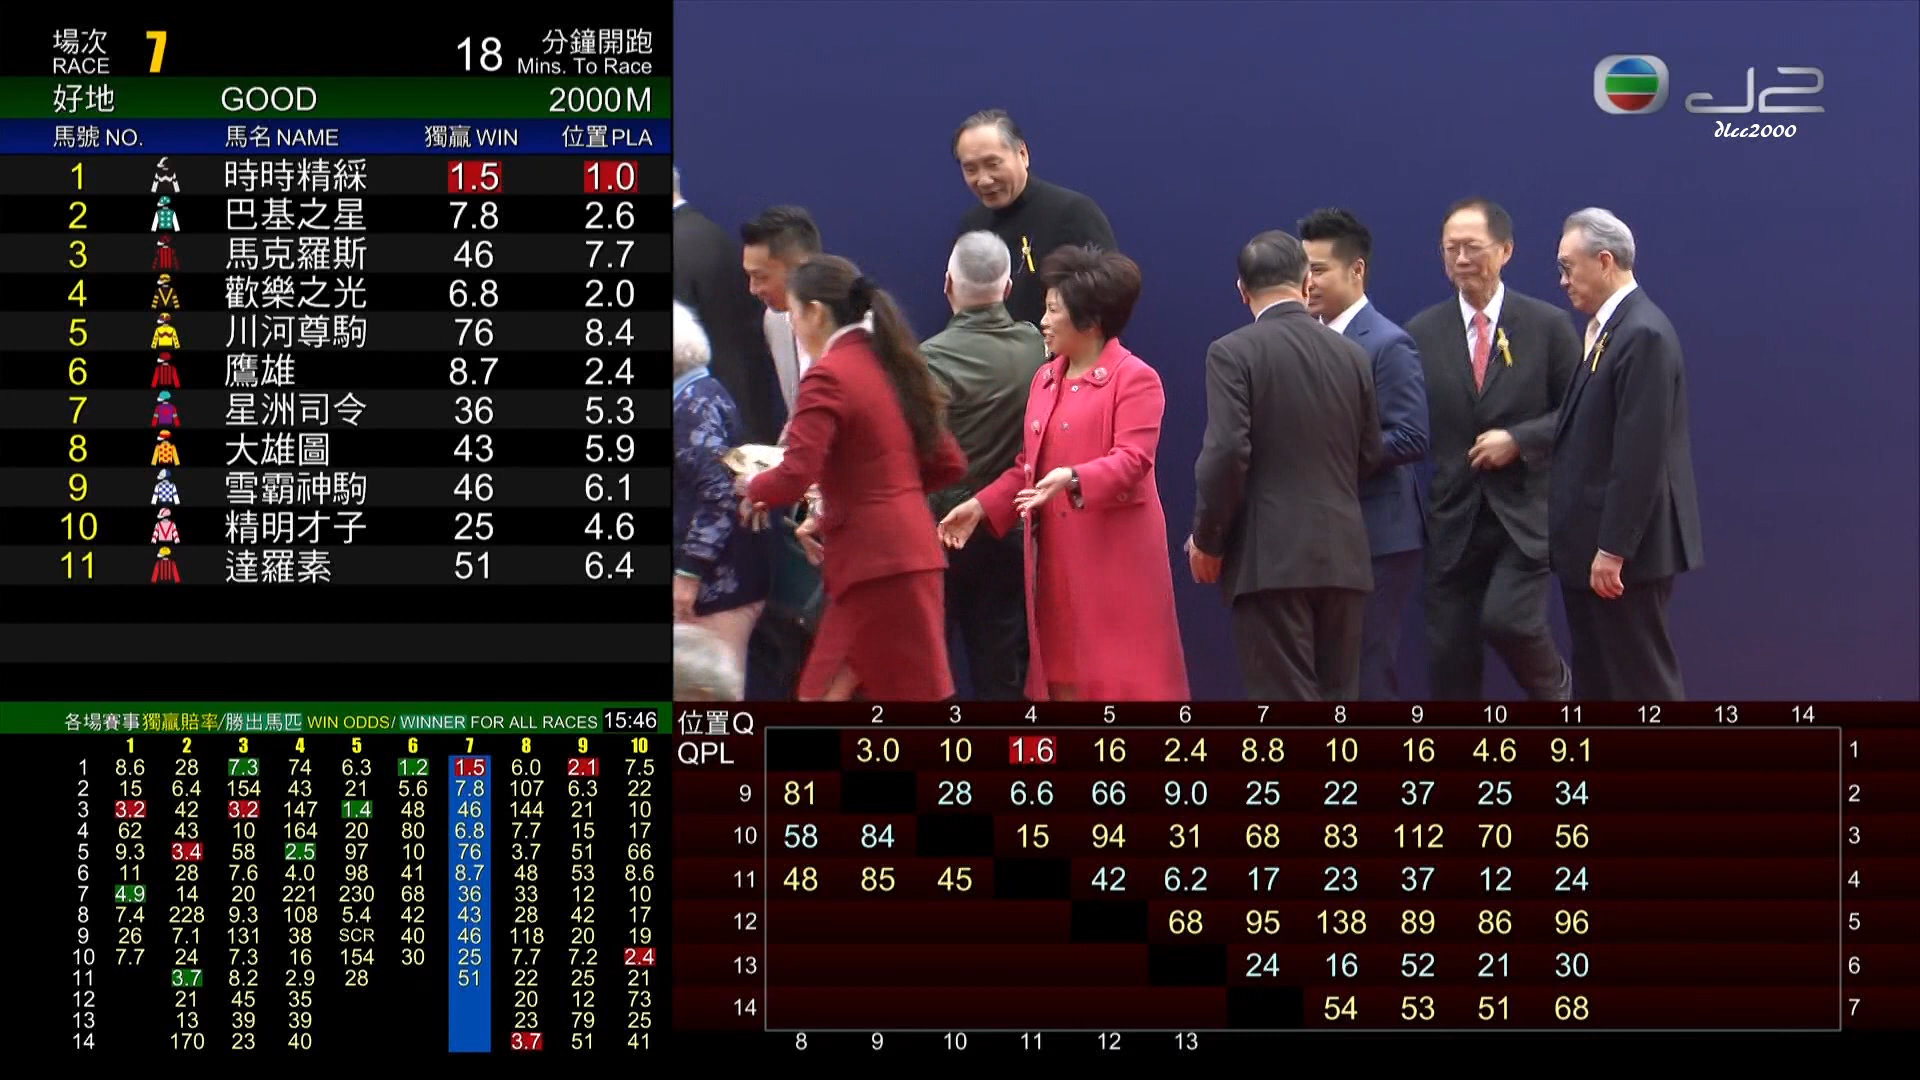 場次 7 18 分鐘開跑
RACE Mins. To Race
好地 GOOD 2000M
馬號 NO. 馬名 NAME 獨贏 WIN 位置 PLA
1 時時精綵 1.5 1.0
2 巴基之星 7.8 2.6
3 馬克羅斯 46 7.7
4 歡樂之光 6.8 2.0
5 川河尊駒 76 8.4
6 鷹雄 8.7 2.4
7 星洲司令 36 5.3
8 大雄圖 43 5.9
9 雪霸神駒 46 6.1
10 精明才子 25 4.6
11 達羅素 51 6.4
J2
dlcc2000
各場賽事獨贏賠率/勝出馬匹 WIN ODDS/ WINNER FOR ALL RACES 15:46
1 2 3 4 5 6 7 8 9 10
1 8.6 28 7.3 74 6.3 1.2 1.5 6.0 2.1 7.5
2 15 6.4 154 43 21 5.6 7.8 107 6.3 22
3 3.2 42 3.2 147 1.4 48 46 144 21 10
4 62 43 10 164 20 80 6.8 7.7 15 17
5 9.3 3.4 58 2.5 97 10 76 3.7 51 66
6 11 28 7.6 4.0 98 41 8.7 48 53 8.6
7 4.9 14 20 221 230 68 36 33 12 10
8 7.4 228 9.3 108 5.4 42 43 28 42 17
9 26 7.1 131 38 SCR 40 46 118 20 19
10 7.7 24 7.3 16 154 30 25 7.7 7.2 2.4
11 3.7 8.2 2.9 28 51 22 25 21
12 21 45 35 20 12 73
13 13 39 39 23 79 25
14 170 23 40 3.7 51 41
位置Q 2 3 4 5 6 7 8 9 10 11 12 13 14
QPL 3.0 10 1.6 16 2.4 8.8 10 16 4.6 9.1 1
9 81 28 6.6 66 9.0 25 22 37 25 34 2
10 58 84 15 94 31 68 83 112 70 56 3
11 48 85 45 42 6.2 17 23 37 12 24 4
12 68 95 138 89 86 96 5
13 24 16 52 21 30 6
14 54 53 51 68 7
8 9 10 11 12 13